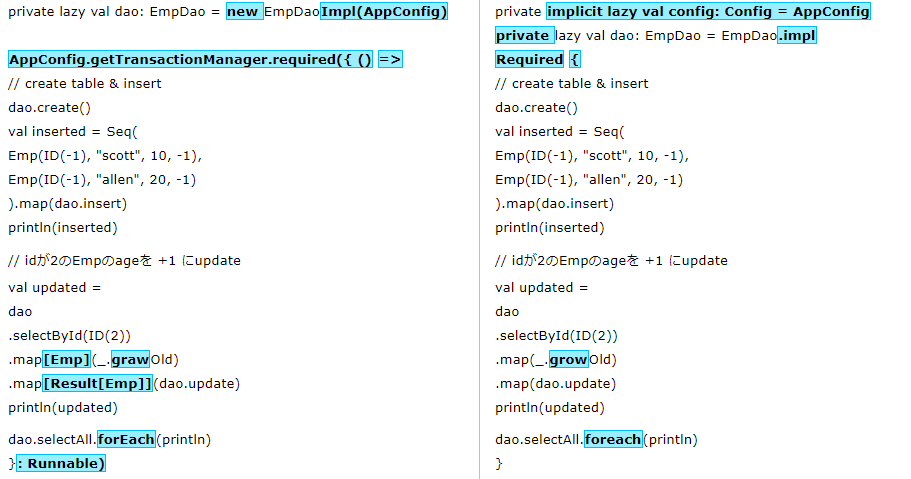 private lazy val dao: EmpDao = new EmpDaoImpl(AppConfig)
AppConfig.getTransactionManager.required({ () =>
// create table & insert
dao.create()
val inserted = Seq(
Emp(ID(-1), "scott", 10, -1),
Emp(ID(-1), "allen", 20, -1)
).map(dao.insert)
println(inserted)
// idが2のEmpのageを +1 にupdate
val updated =
dao
.selectById(ID(2))
.map[Emp](_.grawOld)
.map[Result[Emp]](dao.update)
println(updated)
dao.selectAll.forEach(println)
}: Runnable)
private implicit lazy val config: Config = AppConfig
private lazy val dao: EmpDao = EmpDao.impl
Required {
// create table & insert
dao.create()
val inserted = Seq(
Emp(ID(-1), "scott", 10, -1),
Emp(ID(-1), "allen", 20, -1)
).map(dao.insert)
println(inserted)
// idが2のEmpのageを +1 にupdate
val updated =
dao
.selectById(ID(2))
.map(_.growOld)
.map(dao.update)
println(updated)
dao.selectAll.foreach(println)
}